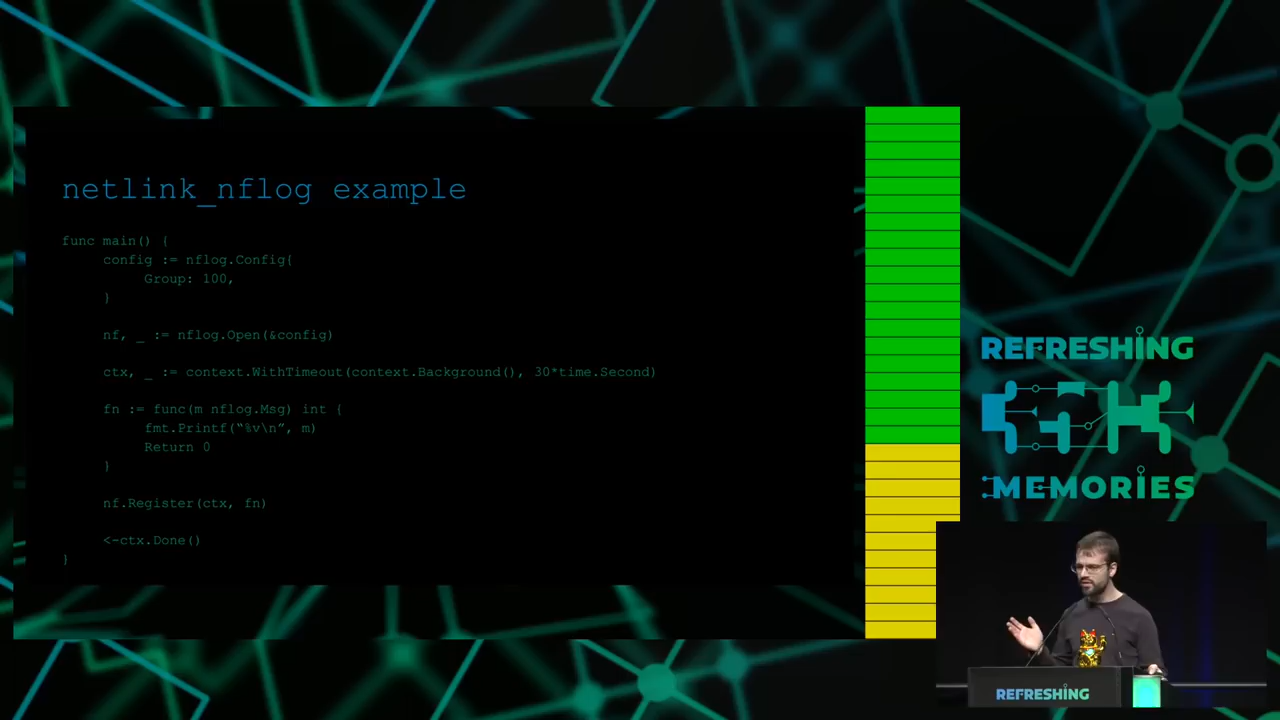 netlink_nflog example
func main() {
config := nflog.Config{
Group: 100,
}
nf, _ := nflog.Open(&config)
ctx, _ := context.WithTimeout(context.Background(), 30*time.Second)
fn := func(m nflog.Msg) int {
fmt.Printf(“%v\n”, m)
Return 0
}
nf.Register(ctx, fn)
<-ctx.Done()
}
REFRESHING
MEMORIES
REFRESHING